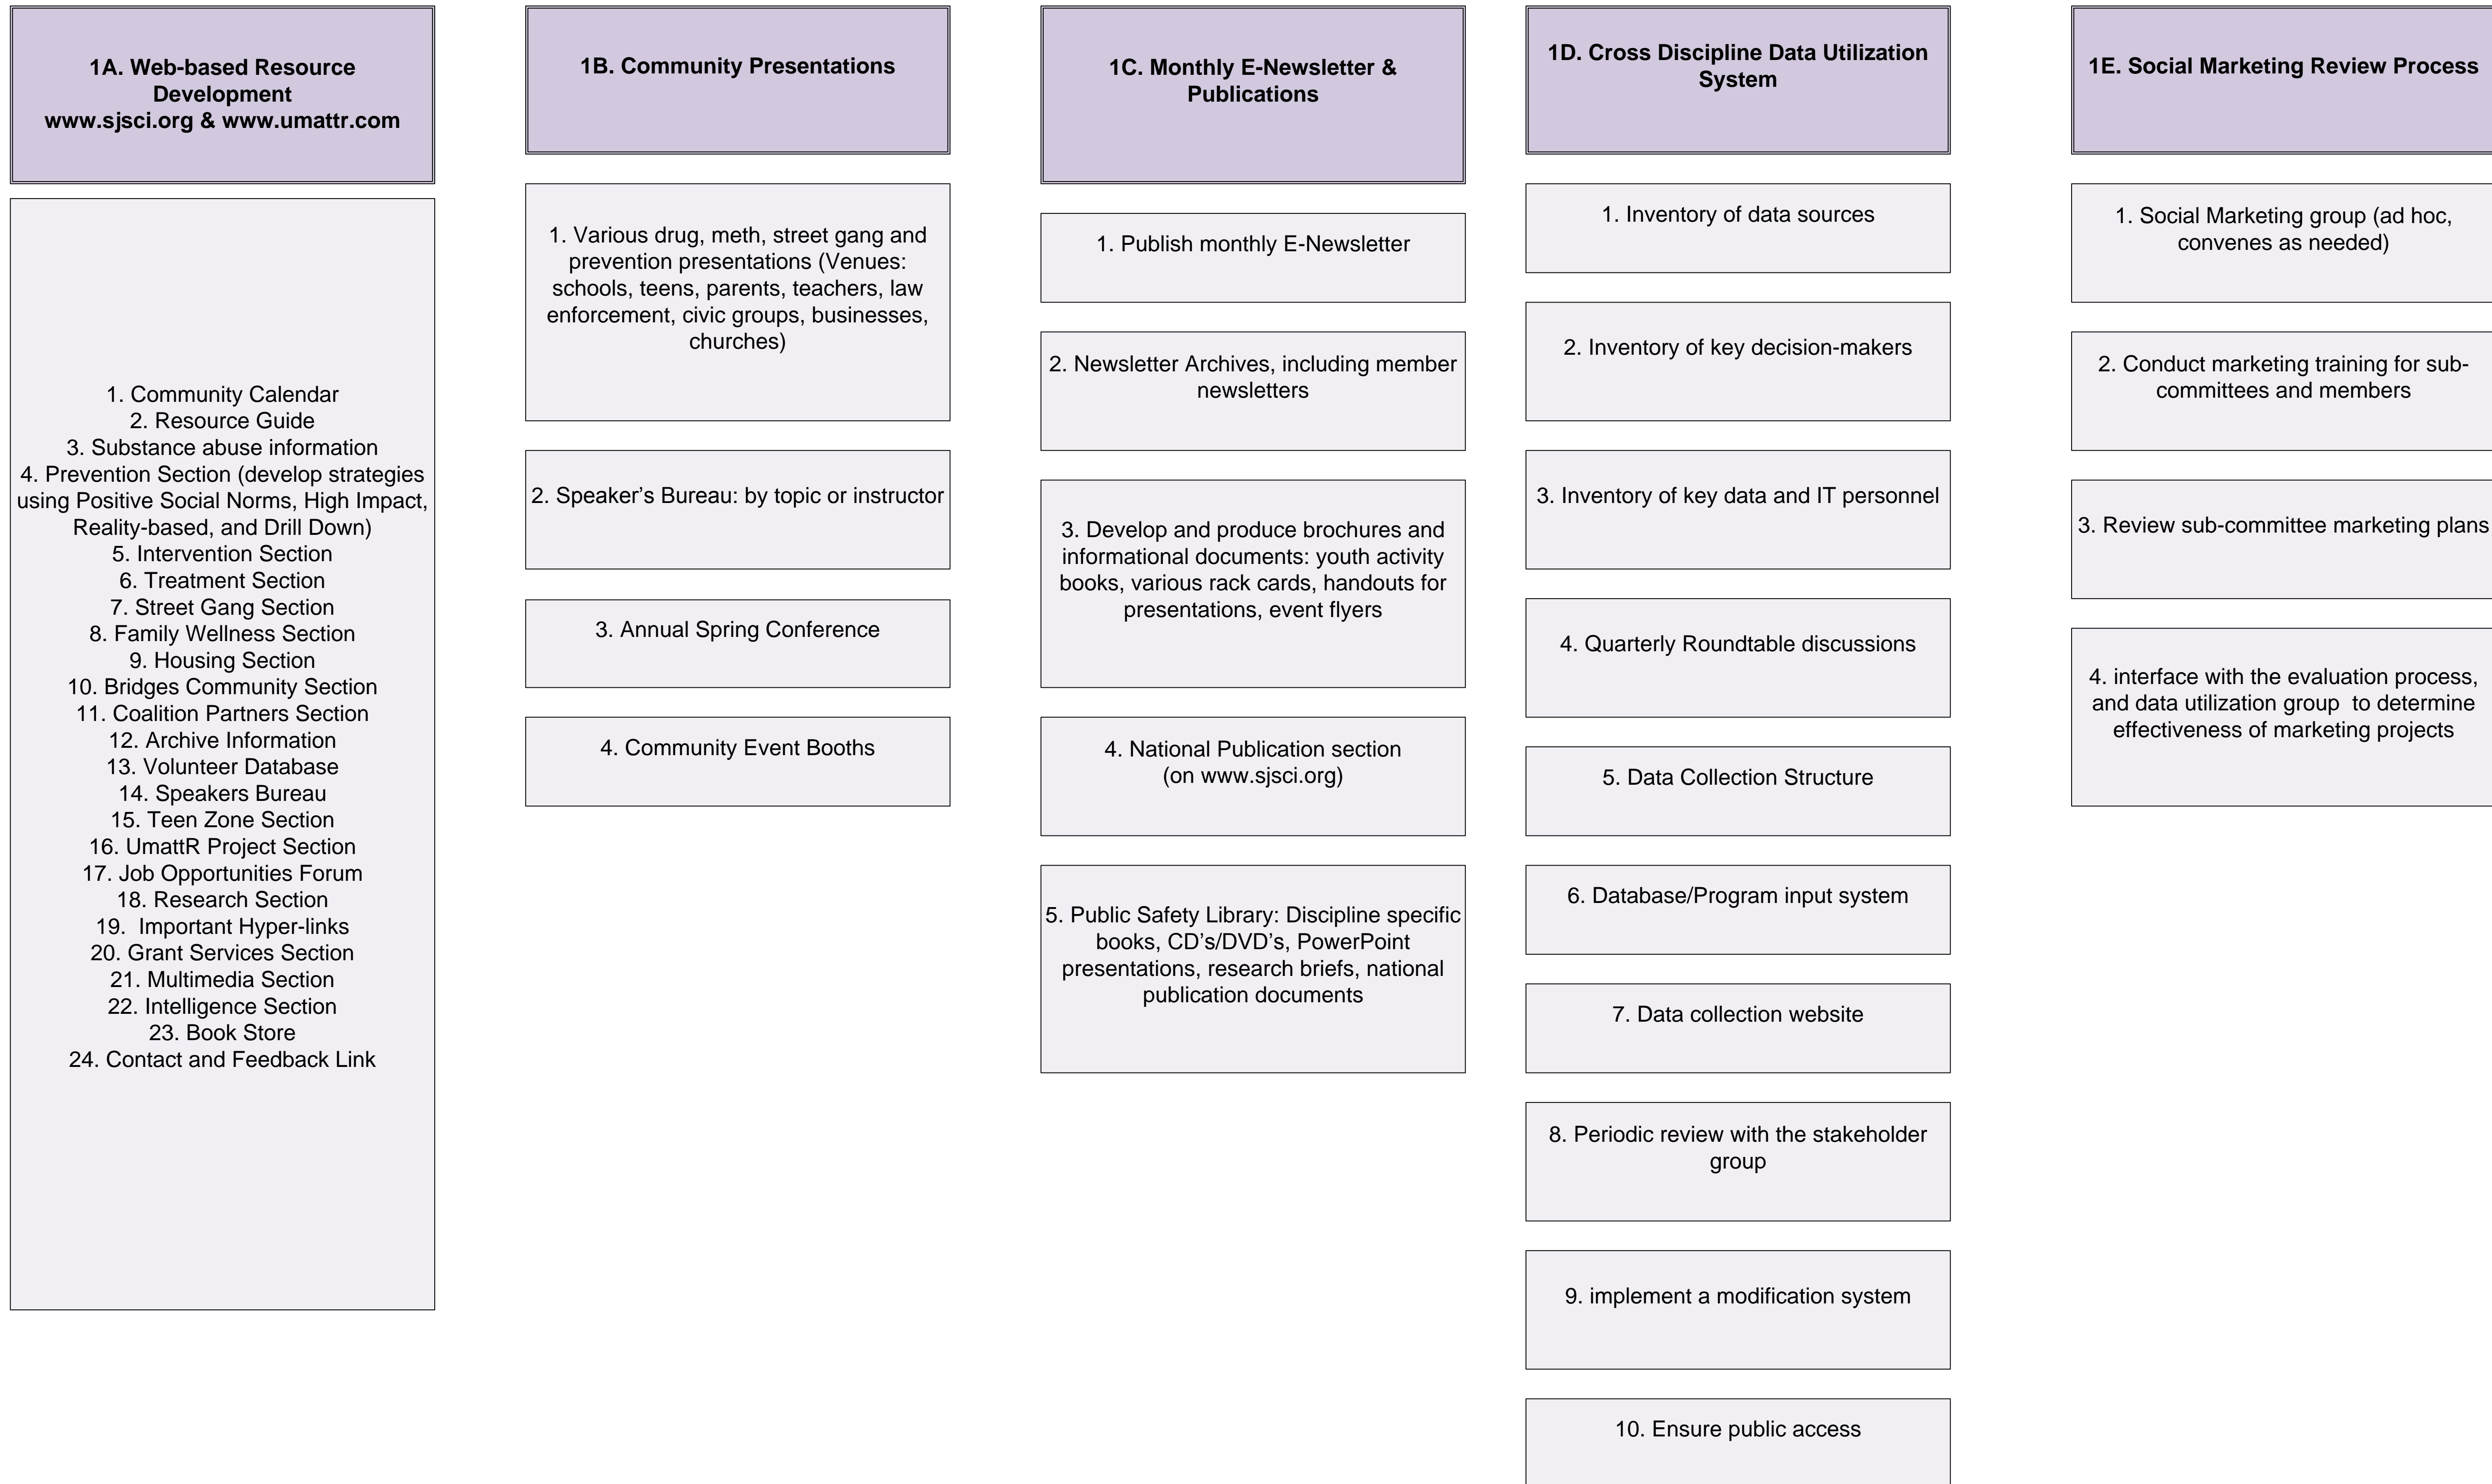 1A. Web-based Resource
Development
www.sjsci.org & www.umattr.com
1. Community Calendar
2. Resource Guide
3. Substance abuse information
4. Prevention Section (develop strategies
using Positive Social Norms, High Impact,
Reality-based, and Drill Down)
5. Intervention Section
6. Treatment Section
7. Street Gang Section
8. Family Wellness Section
9. Housing Section
10. Bridges Community Section
11. Coalition Partners Section
12. Archive Information
13. Volunteer Database
14. Speakers Bureau
15. Teen Zone Section
16. UmattR Project Section
17. Job Opportunities Forum
18. Research Section
19.  Important Hyper-links
20. Grant Services Section
21. Multimedia Section
22. Intelligence Section
23. Book Store
24. Contact and Feedback Link
1B. Community Presentations
1. Various drug, meth, street gang and
prevention presentations (Venues:
schools, teens, parents, teachers, law
enforcement, civic groups, businesses,
churches)
2. Speaker’s Bureau: by topic or instructor
3. Annual Spring Conference
4. Community Event Booths
1C. Monthly E-Newsletter &
Publications
1. Publish monthly E-Newsletter
2. Newsletter Archives, including member
newsletters
3. Develop and produce brochures and
informational documents: youth activity
books, various rack cards, handouts for
presentations, event flyers
4. National Publication section
(on www.sjsci.org)
5. Public Safety Library: Discipline specific
books, CD’s/DVD’s, PowerPoint
presentations, research briefs, national
publication documents
1D. Cross Discipline Data Utilization
System
1. Inventory of data sources
2. Inventory of key decision-makers
3. Inventory of key data and IT personnel
4. Quarterly Roundtable discussions
5. Data Collection Structure
6. Database/Program input system
7. Data collection website
8. Periodic review with the stakeholder
group
9. implement a modification system
10. Ensure public access
1E. Social Marketing Review Process
1. Social Marketing group (ad hoc,
convenes as needed)
2. Conduct marketing training for sub-
committees and members
3. Review sub-committee marketing plans
4. interface with the evaluation process,
and data utilization group  to determine
effectiveness of marketing projects